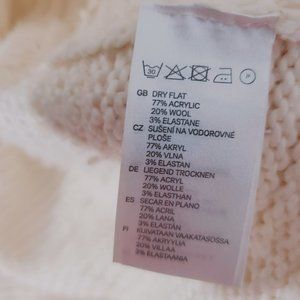 30 P
GB DRY FLAT
77% ACRYLIC
20% WOOL
3% ELASTANE
CZ SUŠENÍ NA VODOROVNÉ
PLOŠE
77% AKRYL
20% VLNA
3% ELASTAN
DE LIEGEND TROCKNEN
77% ACRYL
20% WOLLE
3% ELASTHAN
ES SECAR EN PLANO
77% ACRIL
20% LANA
3% ELASTÁN
FI KUIVATAAN VAAKATASOSSA
77% AKRYYLIA
20% VILLAA
3% ELASTAANIA